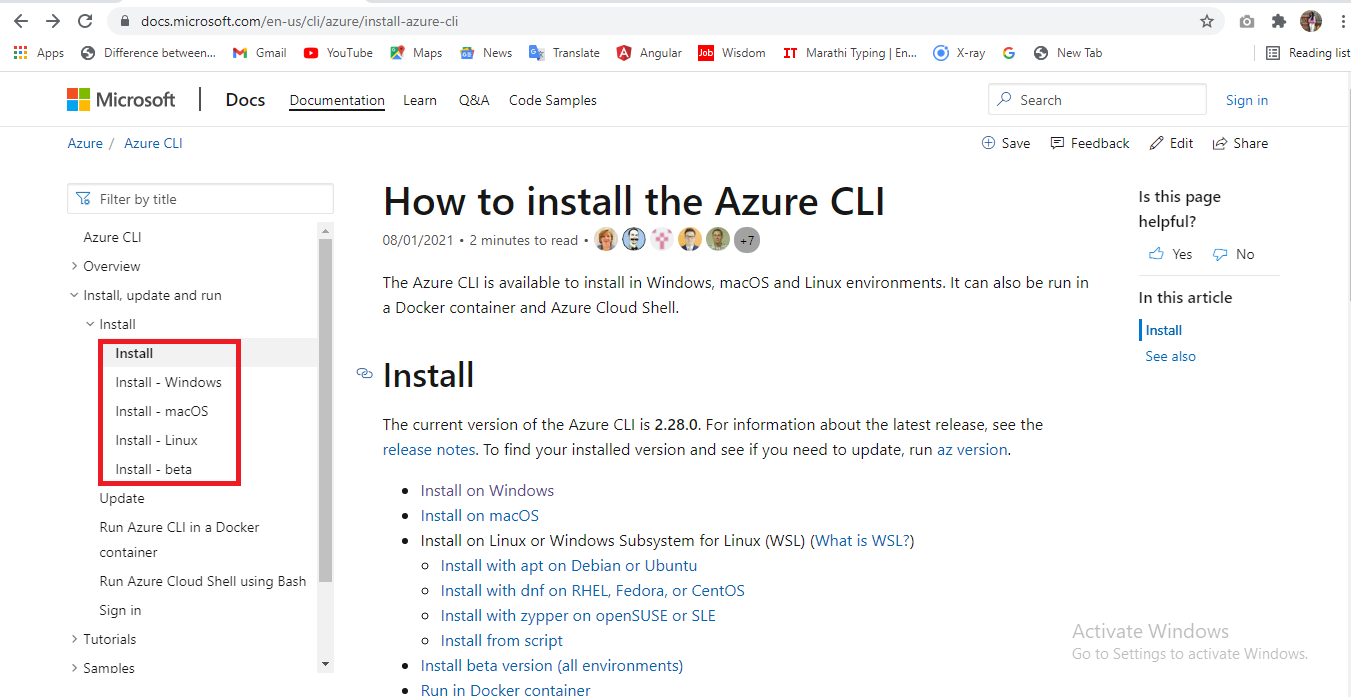 docs.microsoft.com/en-us/cli/azure/install-azure-cli
Apps Difference between... Gmail YouTube Maps News Translate Angular Job Wisdom IT Marathi Typing | En... X-ray G New Tab Reading list
Microsoft Docs Documentation Learn Q&A Code Samples Search Sign in
Azure / Azure CLI Save Feedback Edit Share
Filter by title
Azure CLI
Overview
Install, update and run
Install
Install
Install - Windows
Install - macOS
Install - Linux
Install - beta
Update
Run Azure CLI in a Docker
container
Run Azure Cloud Shell using Bash
Sign in
Tutorials
Samples
How to install the Azure CLI
08/01/2021 • 2 minutes to read • +7
The Azure CLI is available to install in Windows, macOS and Linux environments. It can also be run in
a Docker container and Azure Cloud Shell.
Install
The current version of the Azure CLI is 2.28.0. For information about the latest release, see the
release notes. To find your installed version and see if you need to update, run az version.
• Install on Windows
• Install on macOS
• Install on Linux or Windows Subsystem for Linux (WSL) (What is WSL?)
○ Install with apt on Debian or Ubuntu
○ Install with dnf on RHEL, Fedora, or CentOS
○ Install with zypper on openSUSE or SLE
○ Install from script
• Install beta version (all environments)
• Run in Docker container
Is this page
helpful?
Yes No
In this article
Install
See also
Activate Windows
Go to Settings to activate Windows.